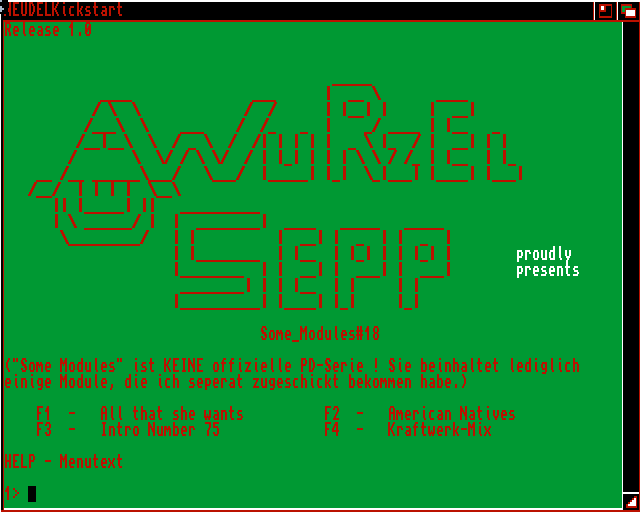 NEUDELKickstart
Release 1.0
A WURZEL
SEPP
proudly
presents
Some_Modules#18
("Some Modules" ist KEINE offizielle PD-Serie ! Sie beinhaltet lediglich
einige Module, die ich seperat zugeschickt bekommen habe.)
F1 - All that she wants F2 - American Natives
F3 - Intro Number 75 F4 - Kraftwerk-Mix
HELP - Menutext
1>